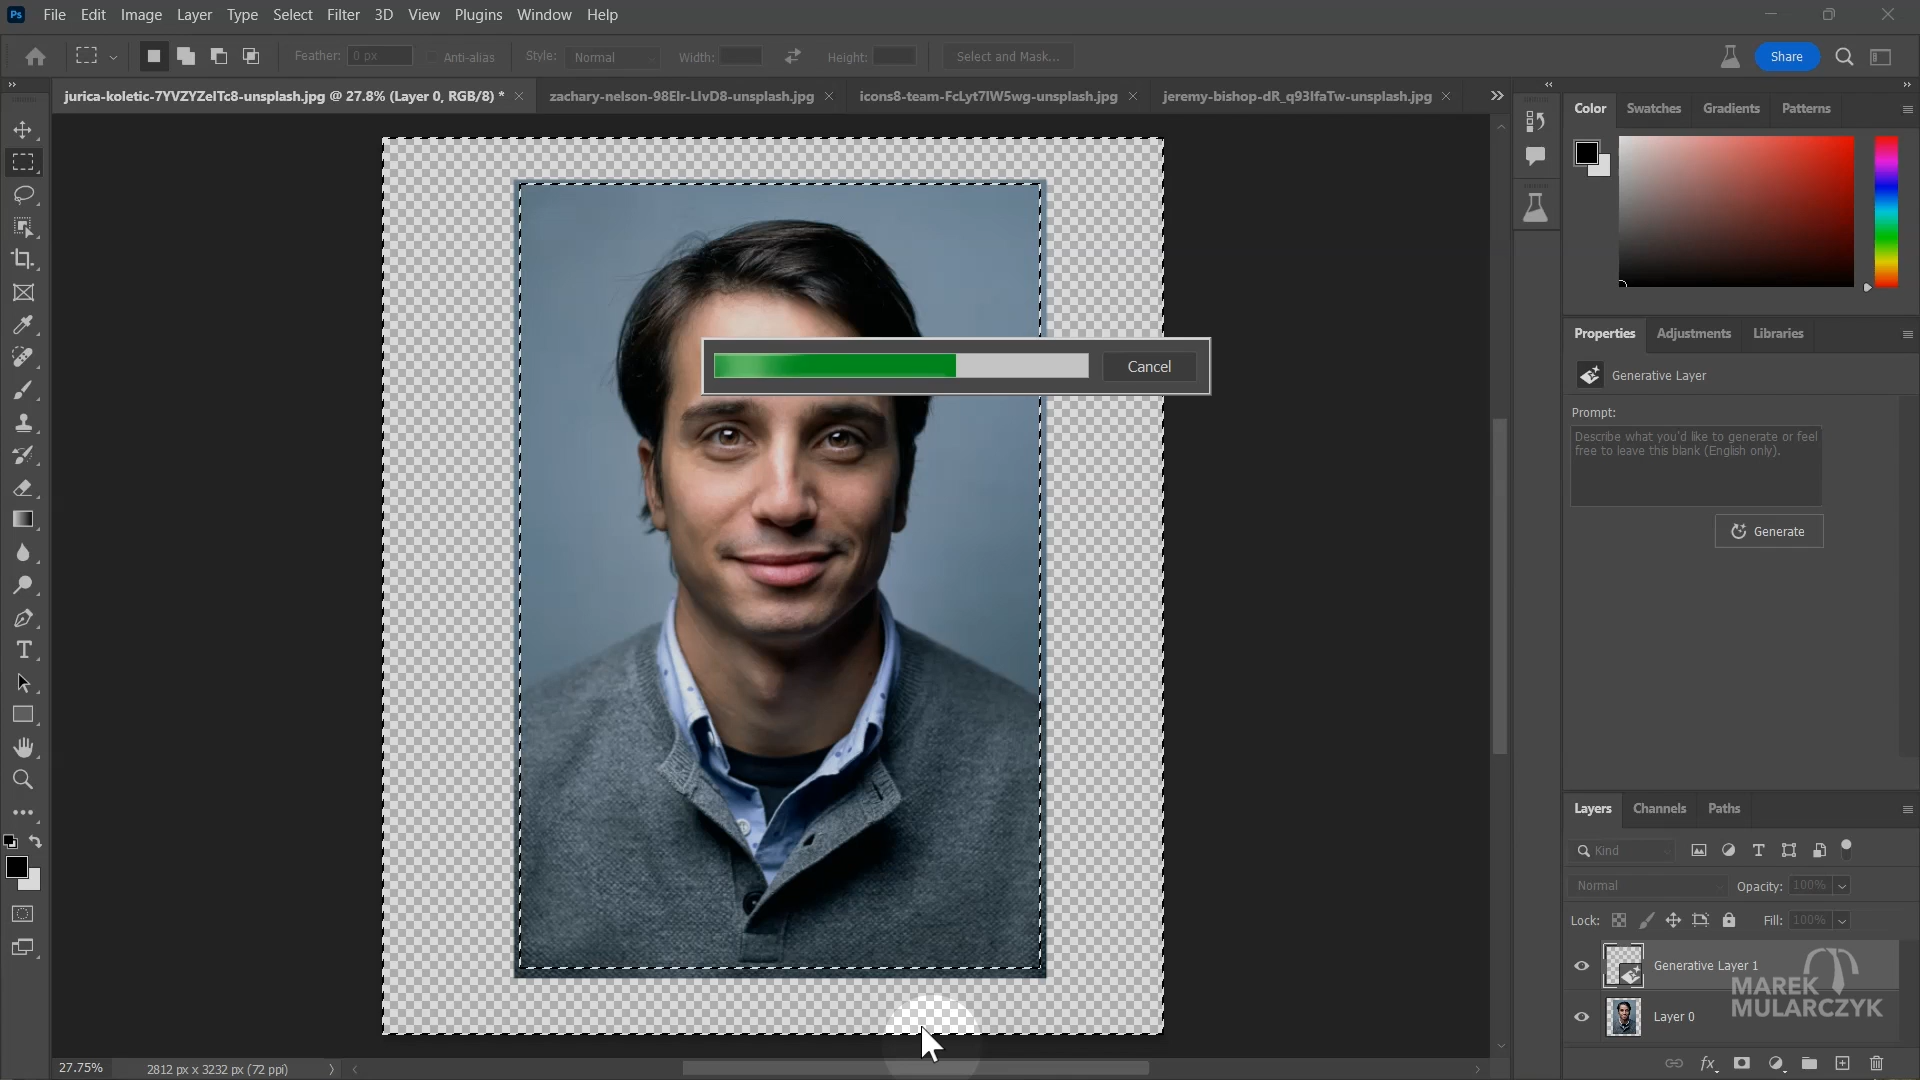 Ps File Edit Image Layer Type Select Filter 3D View Plugins Window Help
Feather: 0 px Anti-alias Style: Normal Width: Height: Select and Mask... Share
jurica-koletic-7YVZYZeITc8-unsplash.jpg @ 27.8% (Layer 0, RGB/8) * zachary-nelson-98Elr-LIvD8-unsplash.jpg icons8-team-FcLyt7lW5wg-unsplash.jpg jeremy-bishop-dR_q93lfaTw-unsplash.jpg
Color Swatches Gradients Patterns
Properties Adjustments Libraries
Cancel
Generative Layer
Prompt:
Describe what you'd like to generate or feel
free to leave this blank (English only).
Generate
Layers Channels Paths
Kind
Normal Opacity: 100%
Lock: Fill: 100%
Generative Layer 1
MAREK
MULARCZYK
Layer 0
27.75% 2812 px x 3232 px (72 ppi)